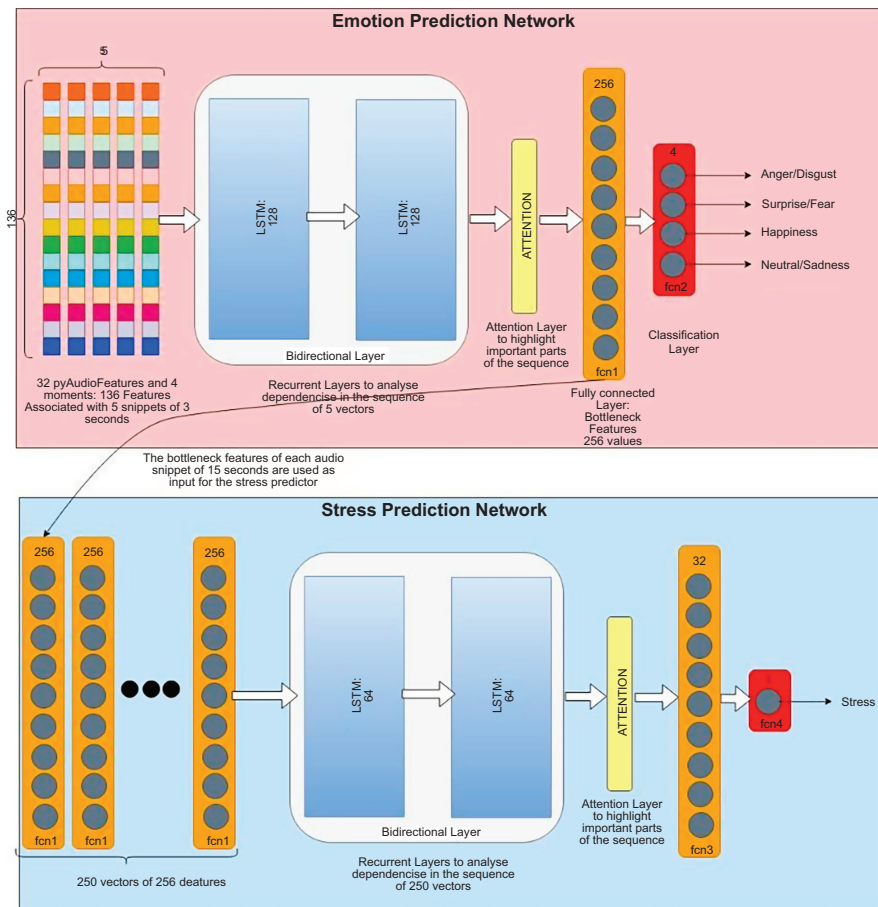 Emotion Prediction Network
5
136
LSTM:
128
LSTM:
128
Bidirectional Layer
ATTENTION
256
fcn1
4
fcn2
Anger/Disgust
Surprise/Fear
Happiness
Neutral/Sadness
32 pyAudioFeatures and 4
moments: 136 Features
Associated with 5 snippets of 3
seconds
Recurrent Layers to analyse
dependencise in the sequence
of 5 vectors
Attention Layer
to highlight
important parts
of the sequence
Fully connected
Layer:
Bottleneck
Features
256 values
Classification
Layer
The bottleneck features of each audio
snippet of 15 seconds are used as
input for the stress predictor
Stress Prediction Network
256
fcn1
256
fcn1
256
fcn1
250 vectors of 256 deatures
LSTM:
64
LSTM:
64
Bidirectional Layer
Recurrent Layers to analyse
dependencise in the sequence
of 250 vectors
ATTENTION
Attention Layer
to highlight
important parts
of the sequence
32
fcn3
fcn4
Stress